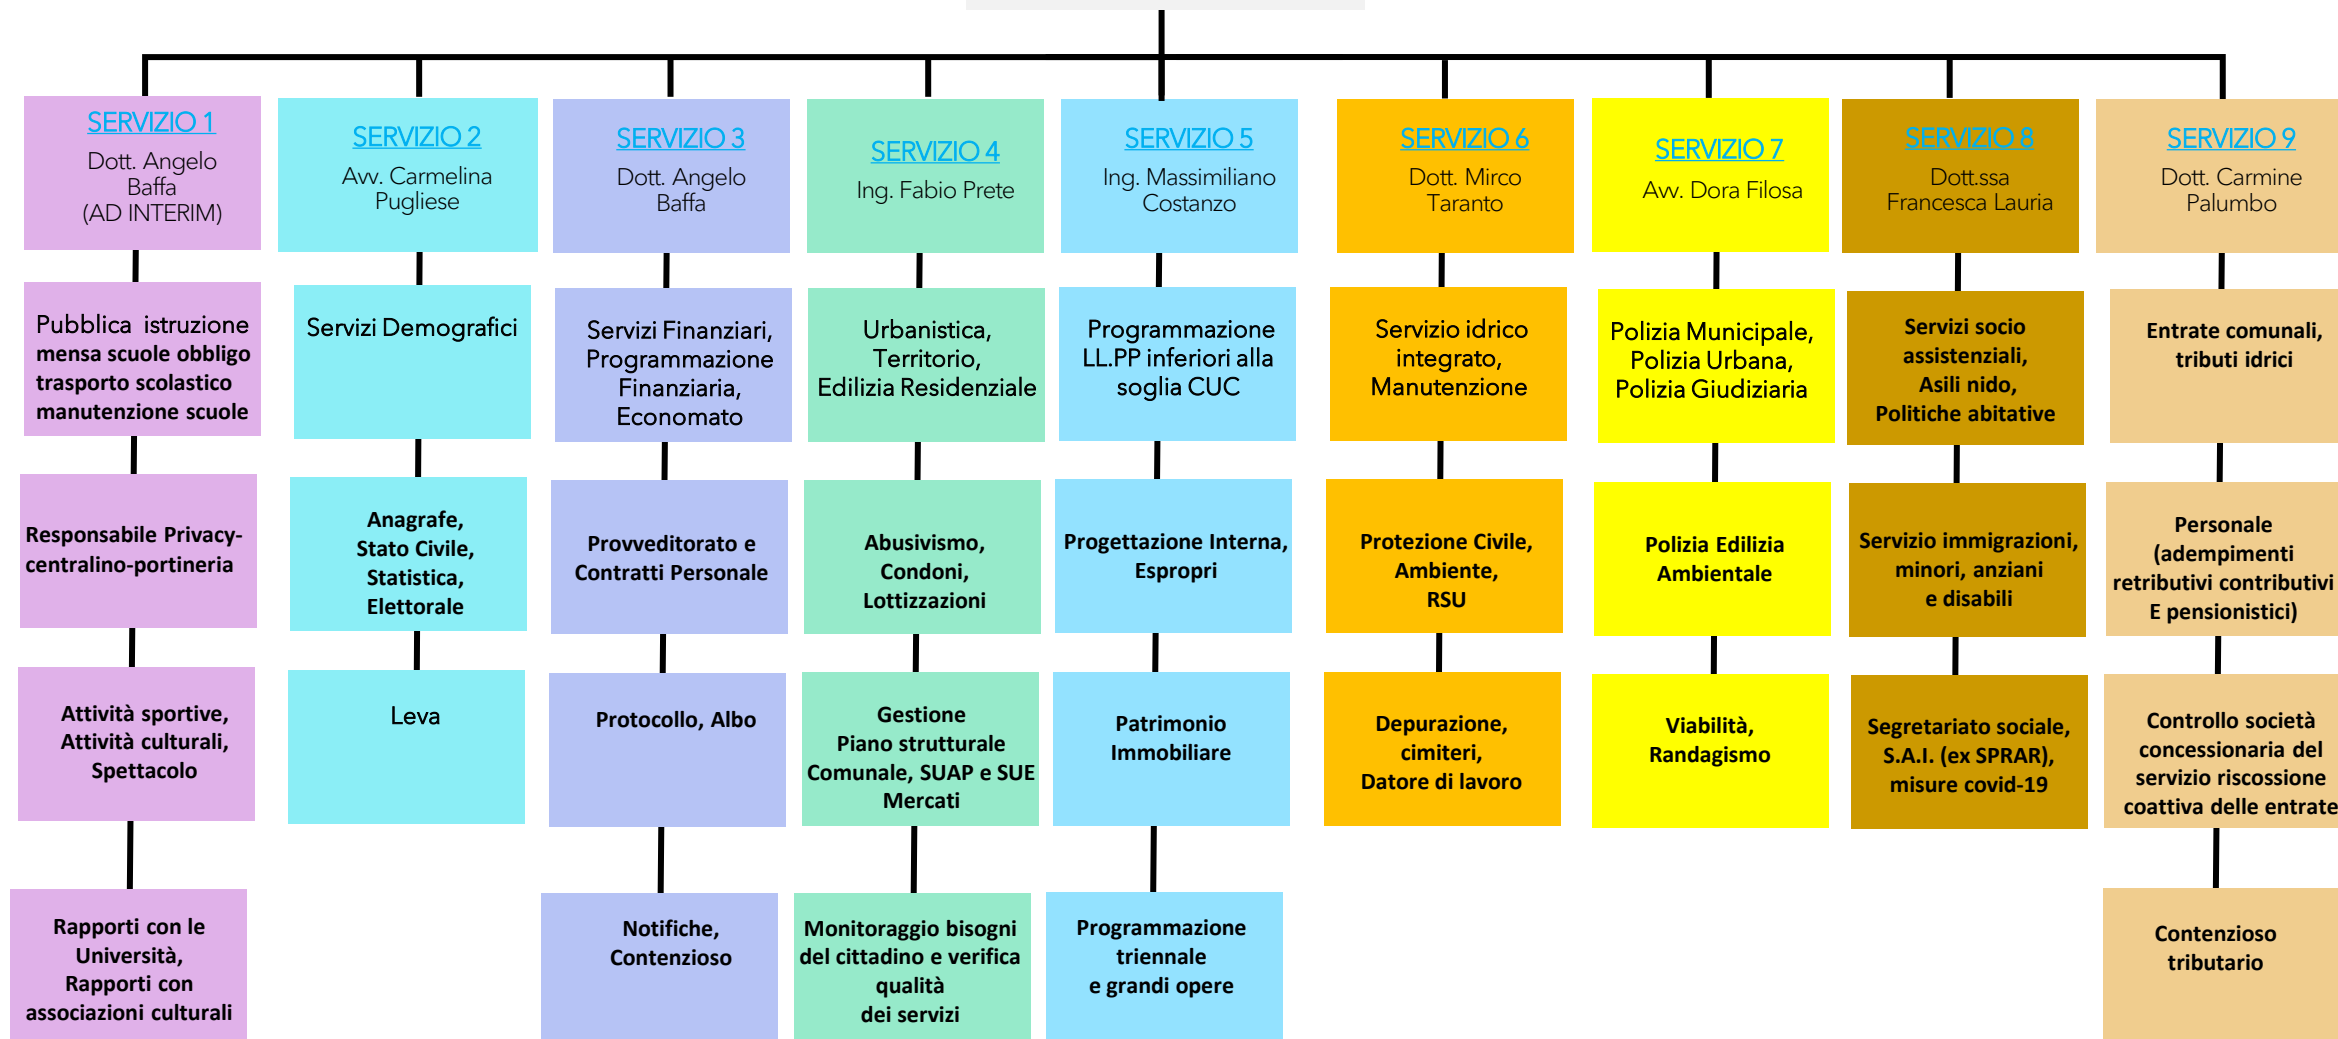 SERVIZIO 1
Dott. Angelo
Baffa
(AD INTERIM)
SERVIZIO 2
Avv. Carmelina
Pugliese
SERVIZIO 3
Dott. Angelo
Baffa
SERVIZIO 4
Ing. Fabio Prete
SERVIZIO 5
Ing. Massimiliano
Costanzo
SERVIZIO 6
Dott. Mirco
Taranto
SERVIZIO 7
Avv. Dora Filosa
SERVIZIO 8
Dott.ssa
Francesca Lauria
SERVIZIO 9
Dott. Carmine
Palumbo
Pubblica istruzione
mensa scuole obbligo
trasporto scolastico
manutenzione scuole
Servizi Demografici
Servizi Finanziari,
Programmazione
Finanziaria,
Economato
Urbanistica,
Territorio,
Edilizia Residenziale
Programmazione
LL.PP inferiori alla
soglia CUC
Servizio idrico
integrato,
Manutenzione
Polizia Municipale,
Polizia Urbana,
Polizia Giudiziaria
Servizi socio
assistenziali,
Asili nido,
Politiche abitative
Entrate comunali,
tributi idrici
Responsabile Privacy-
centralino-portineria
Anagrafe,
Stato Civile,
Statistica,
Elettorale
Provveditorato e
Contratti Personale
Abusivismo,
Condoni,
Lottizzazioni
Progettazione Interna,
Espropri
Protezione Civile,
Ambiente,
RSU
Polizia Edilizia
Ambientale
Servizio immigrazioni,
minori, anziani
e disabili
Personale
(adempimenti
retributivi contributivi
E pensionistici)
Attività sportive,
Attività culturali,
Spettacolo
Leva
Protocollo, Albo
Gestione
Piano strutturale
Comunale, SUAP e SUE
Mercati
Patrimonio
Immobiliare
Depurazione,
cimiteri,
Datore di lavoro
Viabilità,
Randagismo
Segretariato sociale,
S.A.I. (ex SPRAR),
misure covid-19
Controllo società
concessionaria del
servizio riscossione
coattiva delle entrate
Rapporti con le
Università,
Rapporti con
associazioni culturali
Notifiche,
Contenzioso
Monitoraggio bisogni
del cittadino e verifica
qualità
dei servizi
Programmazione
triennale
e grandi opere
Contenzioso
tributario